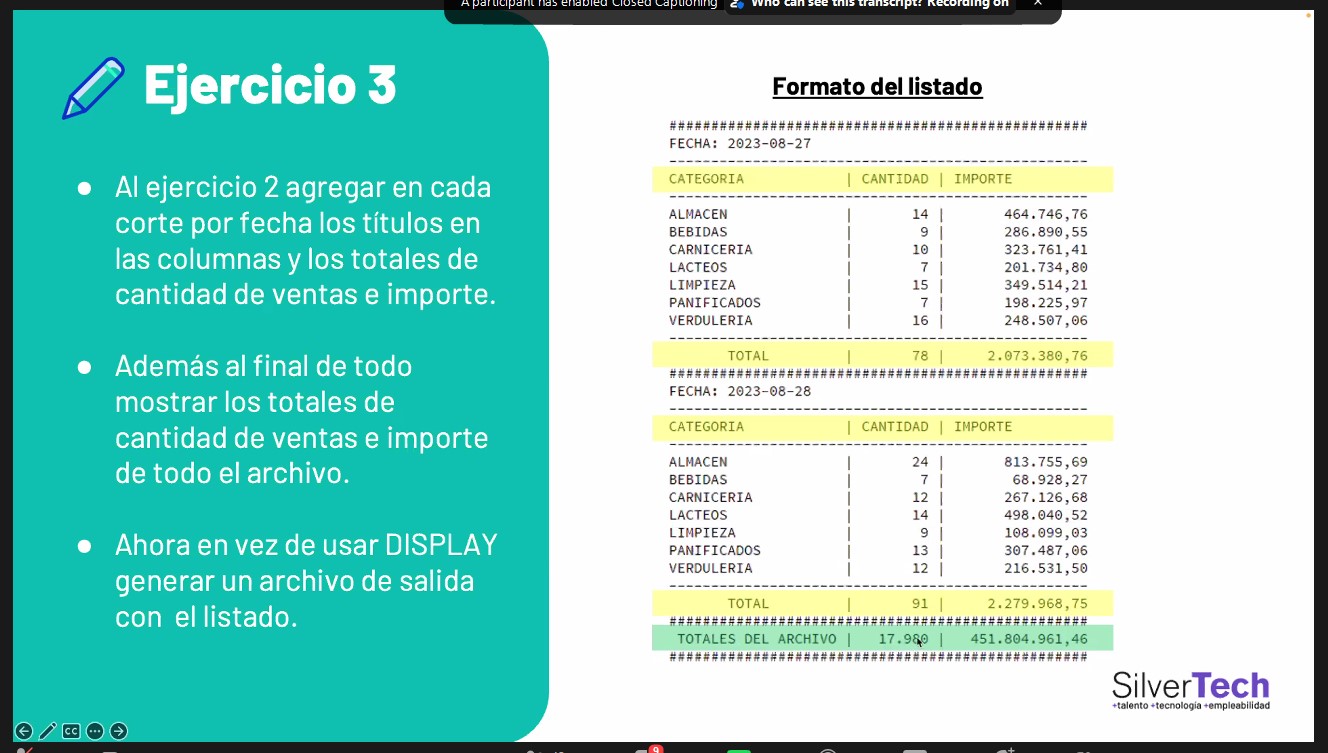 A participant has enabled Closed Captioning Who can see this transcript? Recording on ×
Ejercicio 3
● Al ejercicio 2 agregar en cada
corte por fecha los títulos en
las columnas y los totales de
cantidad de ventas e importe.
● Además al final de todo
mostrar los totales de
cantidad de ventas e importe
de todo el archivo.
● Ahora en vez de usar DISPLAY
generar un archivo de salida
con el listado.
Formato del listado
##################################################
FECHA: 2023-08-27
--------------------------------------------------
CATEGORIA | CANTIDAD | IMPORTE
--------------------------------------------------
ALMACEN | 14 | 464.746,76
BEBIDAS | 9 | 286.890,55
CARNICERIA | 10 | 323.761,41
LACTEOS | 7 | 201.734,80
LIMPIEZA | 15 | 349.514,21
PANIFICADOS | 7 | 198.225,97
VERDULERIA | 16 | 248.507,06
--------------------------------------------------
TOTAL | 78 | 2.073.380,76
##################################################
FECHA: 2023-08-28
--------------------------------------------------
CATEGORIA | CANTIDAD | IMPORTE
--------------------------------------------------
ALMACEN | 24 | 813.755,69
BEBIDAS | 7 | 68.928,27
CARNICERIA | 12 | 267.126,68
LACTEOS | 14 | 498.040,52
LIMPIEZA | 9 | 108.099,03
PANIFICADOS | 13 | 307.487,06
VERDULERIA | 12 | 216.531,50
--------------------------------------------------
TOTAL | 91 | 2.279.968,75
##################################################
TOTALES DEL ARCHIVO | 17.980 | 451.804.961,46
##################################################
SilverTech
+talento +tecnología +empleabilidad
CC
9